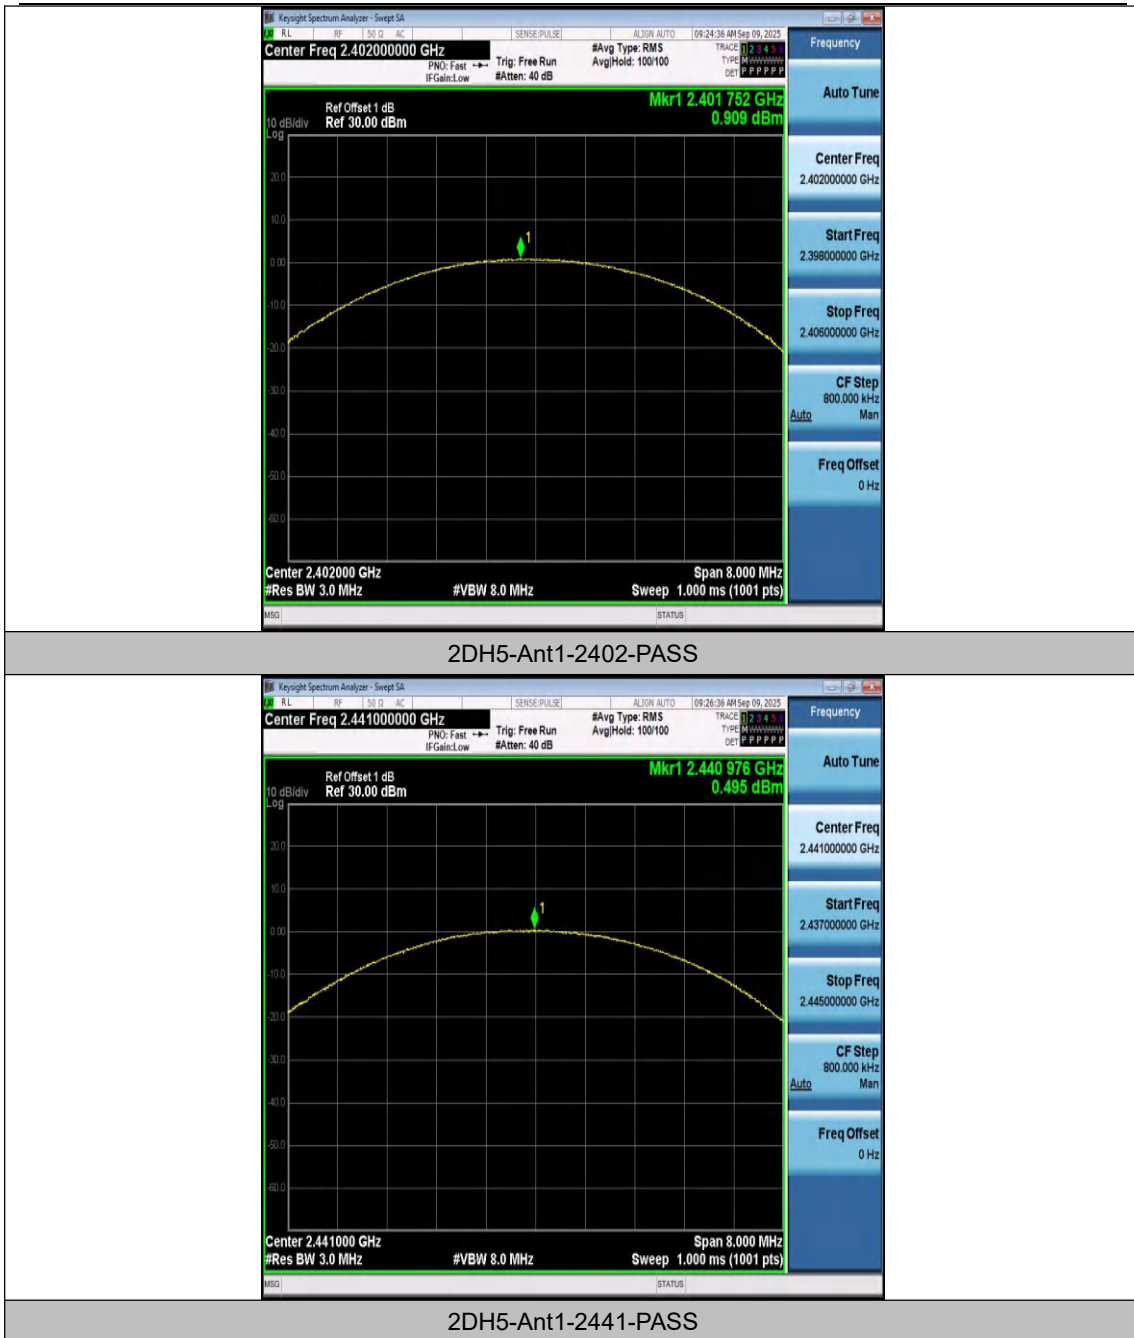 Keysight Spectrum Analyzer - Swept SA
RL RF 50 Ω AC SENSE:PULSE ALIGN AUTO 09:24:36 AM Sep 09, 2025
Center Freq 2.402000000 GHz #Avg Type: RMS TRACE 1 2 3 4 5 6 Frequency
PNO: Fast Trig: Free Run Avg|Hold: 100/100 TYPE M W W W W W
IFGain:Low #Atten: 40 dB DET P P P P P P
Auto Tune
Mkr1 2.401 752 GHz
Ref Offset 1 dB 0.909 dBm
10 dB/div Ref 30.00 dBm
Log
Center Freq
2.402000000 GHz
20.0
10.0
Start Freq
2.398000000 GHz
1
0.00
Stop Freq
2.406000000 GHz
-10.0
-20.0
CF Step
800.000 kHz
Auto Man
-30.0
-40.0
Freq Offset
0 Hz
-50.0
-60.0
Center 2.402000 GHz Span 8.000 MHz
#Res BW 3.0 MHz #VBW 8.0 MHz Sweep 1.000 ms (1001 pts)
MSG STATUS
2DH5-Ant1-2402-PASS
Keysight Spectrum Analyzer - Swept SA
RL RF 50 Ω AC SENSE:PULSE ALIGN AUTO 09:26:36 AM Sep 09, 2025
Center Freq 2.441000000 GHz #Avg Type: RMS TRACE 1 2 3 4 5 6 Frequency
PNO: Fast Trig: Free Run Avg|Hold: 100/100 TYPE M W W W W W
IFGain:Low #Atten: 40 dB DET P P P P P P
Auto Tune
Mkr1 2.440 976 GHz
Ref Offset 1 dB 0.495 dBm
10 dB/div Ref 30.00 dBm
Log
Center Freq
2.441000000 GHz
20.0
10.0
Start Freq
2.437000000 GHz
1
0.00
Stop Freq
2.445000000 GHz
-10.0
-20.0
CF Step
800.000 kHz
Auto Man
-30.0
-40.0
Freq Offset
0 Hz
-50.0
-60.0
Center 2.441000 GHz Span 8.000 MHz
#Res BW 3.0 MHz #VBW 8.0 MHz Sweep 1.000 ms (1001 pts)
MSG STATUS
2DH5-Ant1-2441-PASS